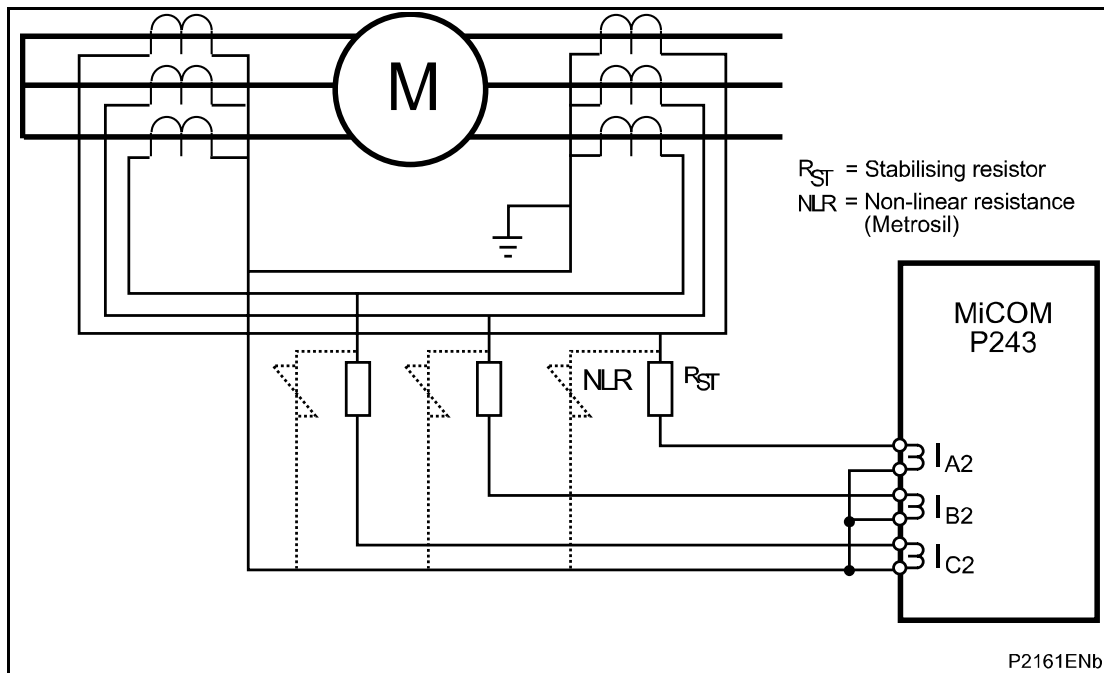 M
RST = Stabilising resistor
NLR = Non-linear resistance
(Metrosil)
MiCOM
P243
NLR
RST
IA2
IB2
IC2
P2161ENb